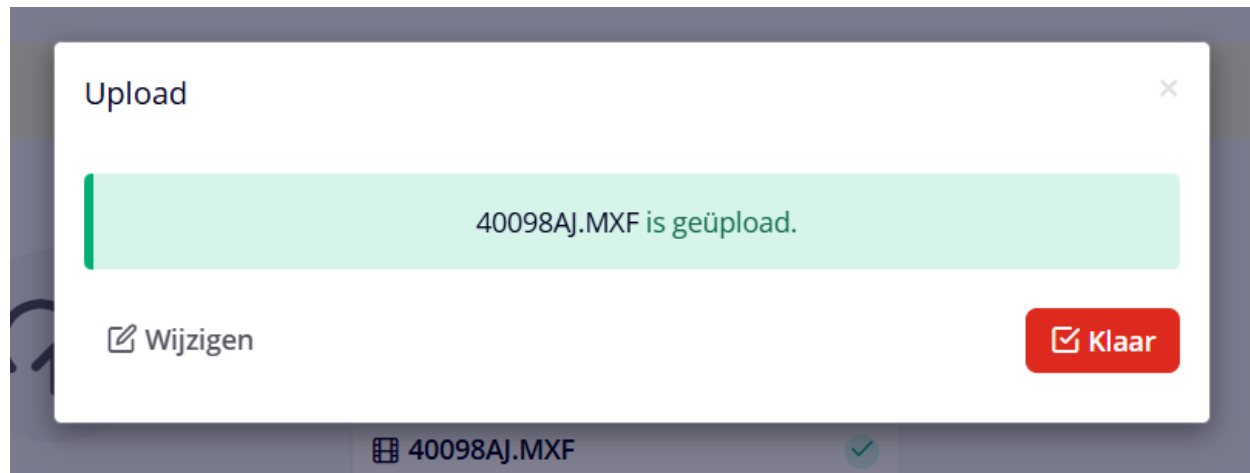 Upload
40098AJ.MXF is geüpload.
Wijzigen
Klaar
40098AJ.MXF